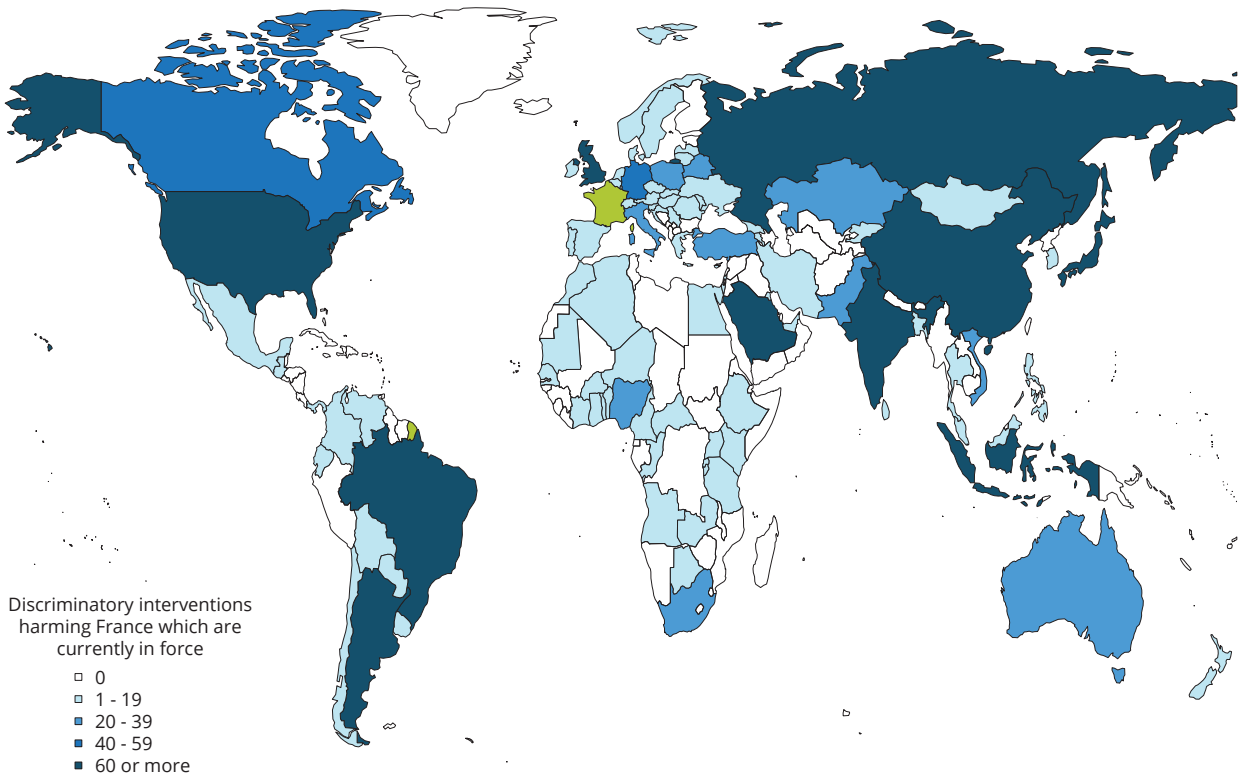 Discriminatory interventions
harming France which are
currently in force
0
1 - 19
20 - 39
40 - 59
60 or more